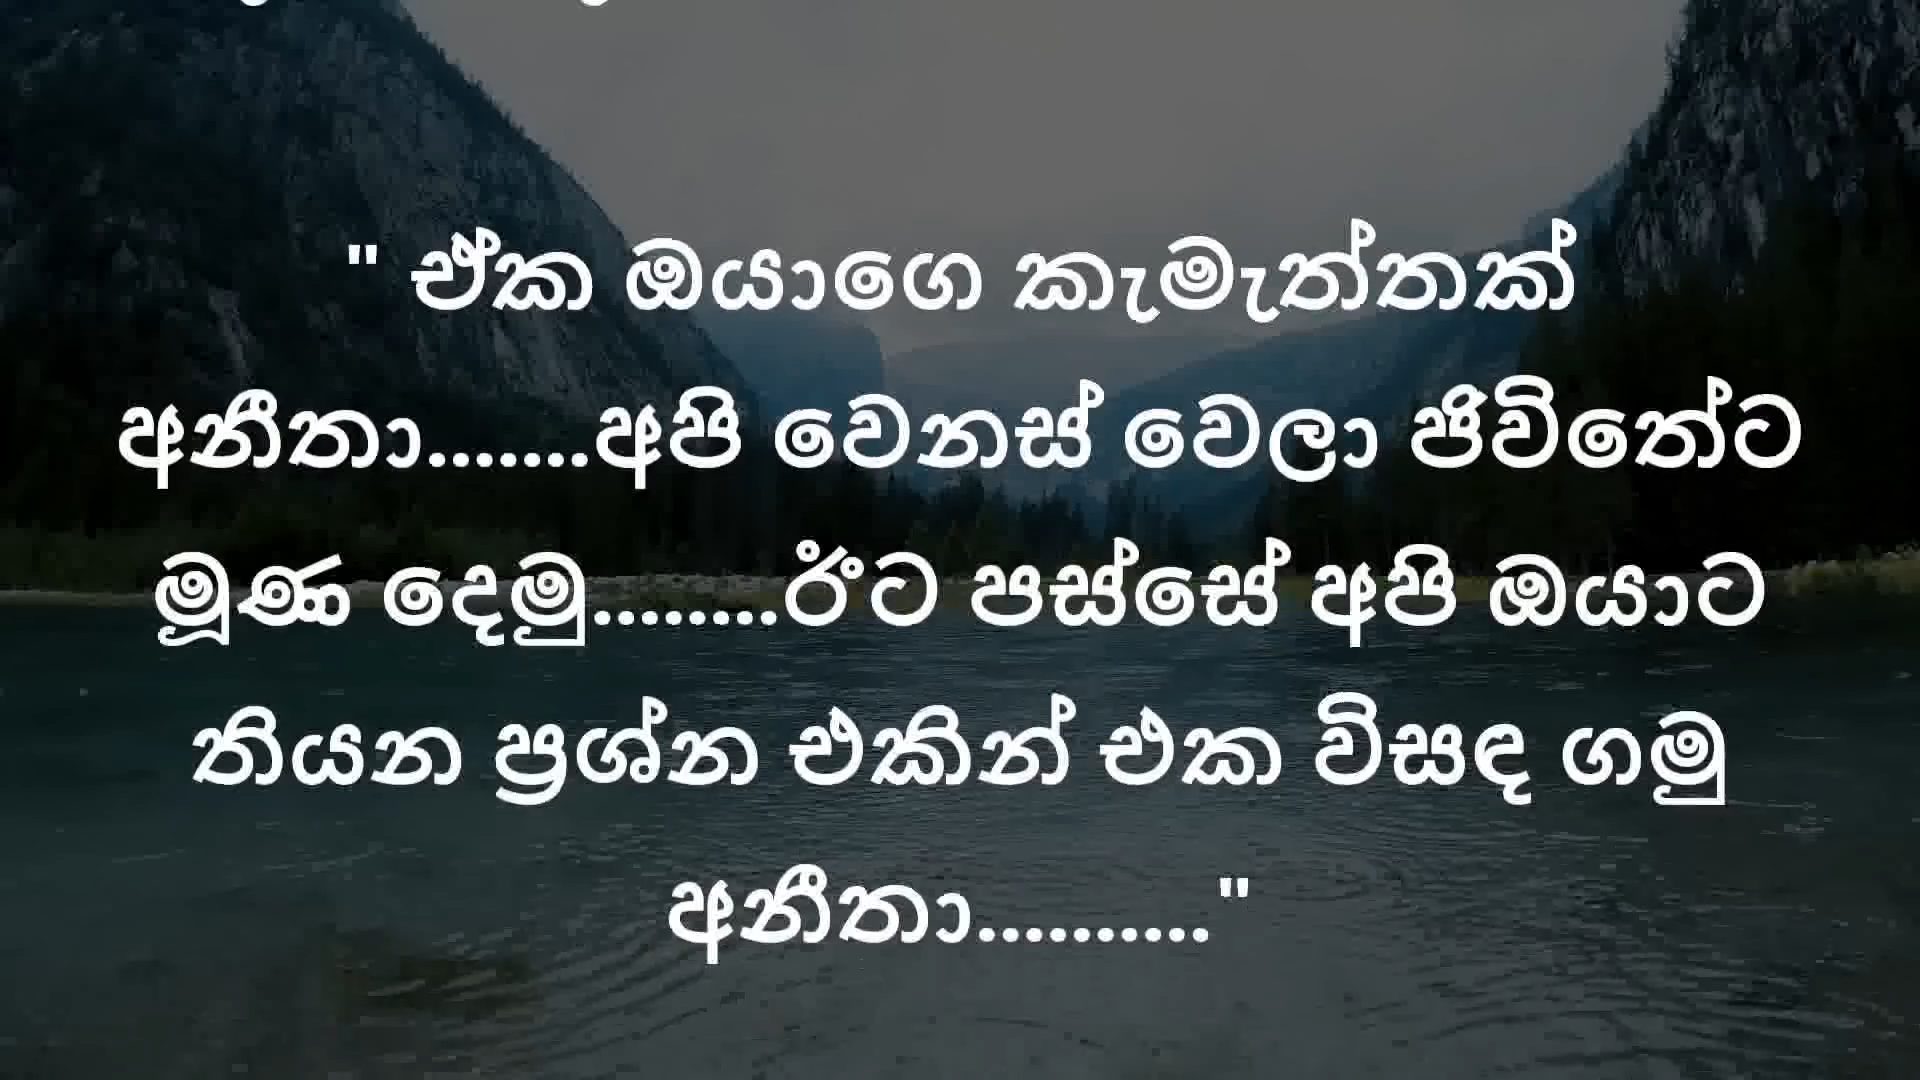 " ඒක ඔයාගෙ කැමැත්තක්
අනීතා.......අපි වෙනස් වෙලා ජිවිතේට
මූණ දෙමු........ඊට පස්සේ අපි ඔයාට
තියන ප්‍රශ්න එකින් එක විසඳ ගමු
අනීතා.........."